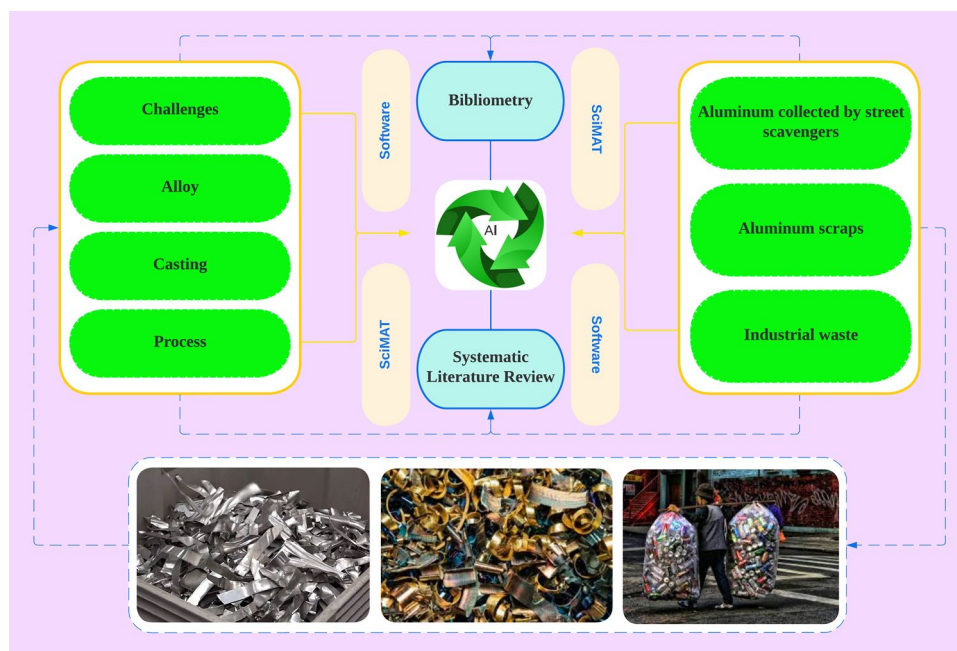 Challenges
Alloy
Casting
Process
Software
SciMAT
Bibliometry
AI
Systematic
Literature Review
SciMAT
Software
Aluminum collected by street
scavengers
Aluminum scraps
Industrial waste